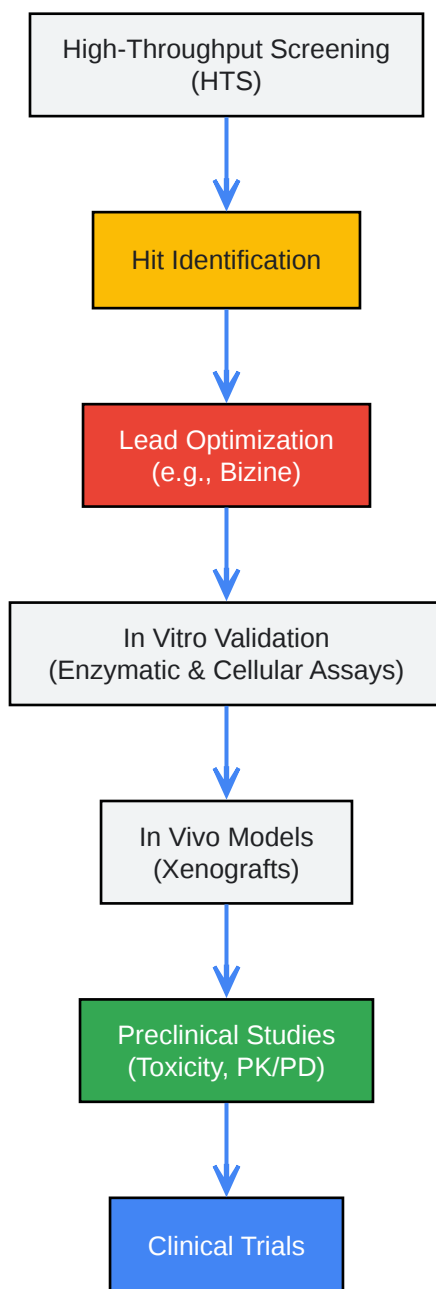 High-Throughput Screening
(HTS)
Hit Identification
Lead Optimization
(e.g., Bizine)
In Vitro Validation
(Enzymatic & Cellular Assays)
In Vivo Models
(Xenografts)
Preclinical Studies
(Toxicity, PK/PD)
Clinical Trials